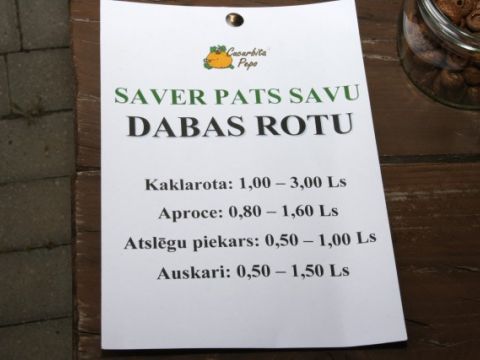 Cucurbita
Pepo
SAVER PATS SAVU
DABAS ROTU
Kaklarota: 1,00 – 3,00 Ls
Aproce: 0,80 – 1,60 Ls
Atslēgu piekars: 0,50 – 1,00 Ls
Auskari: 0,50 – 1,50 Ls